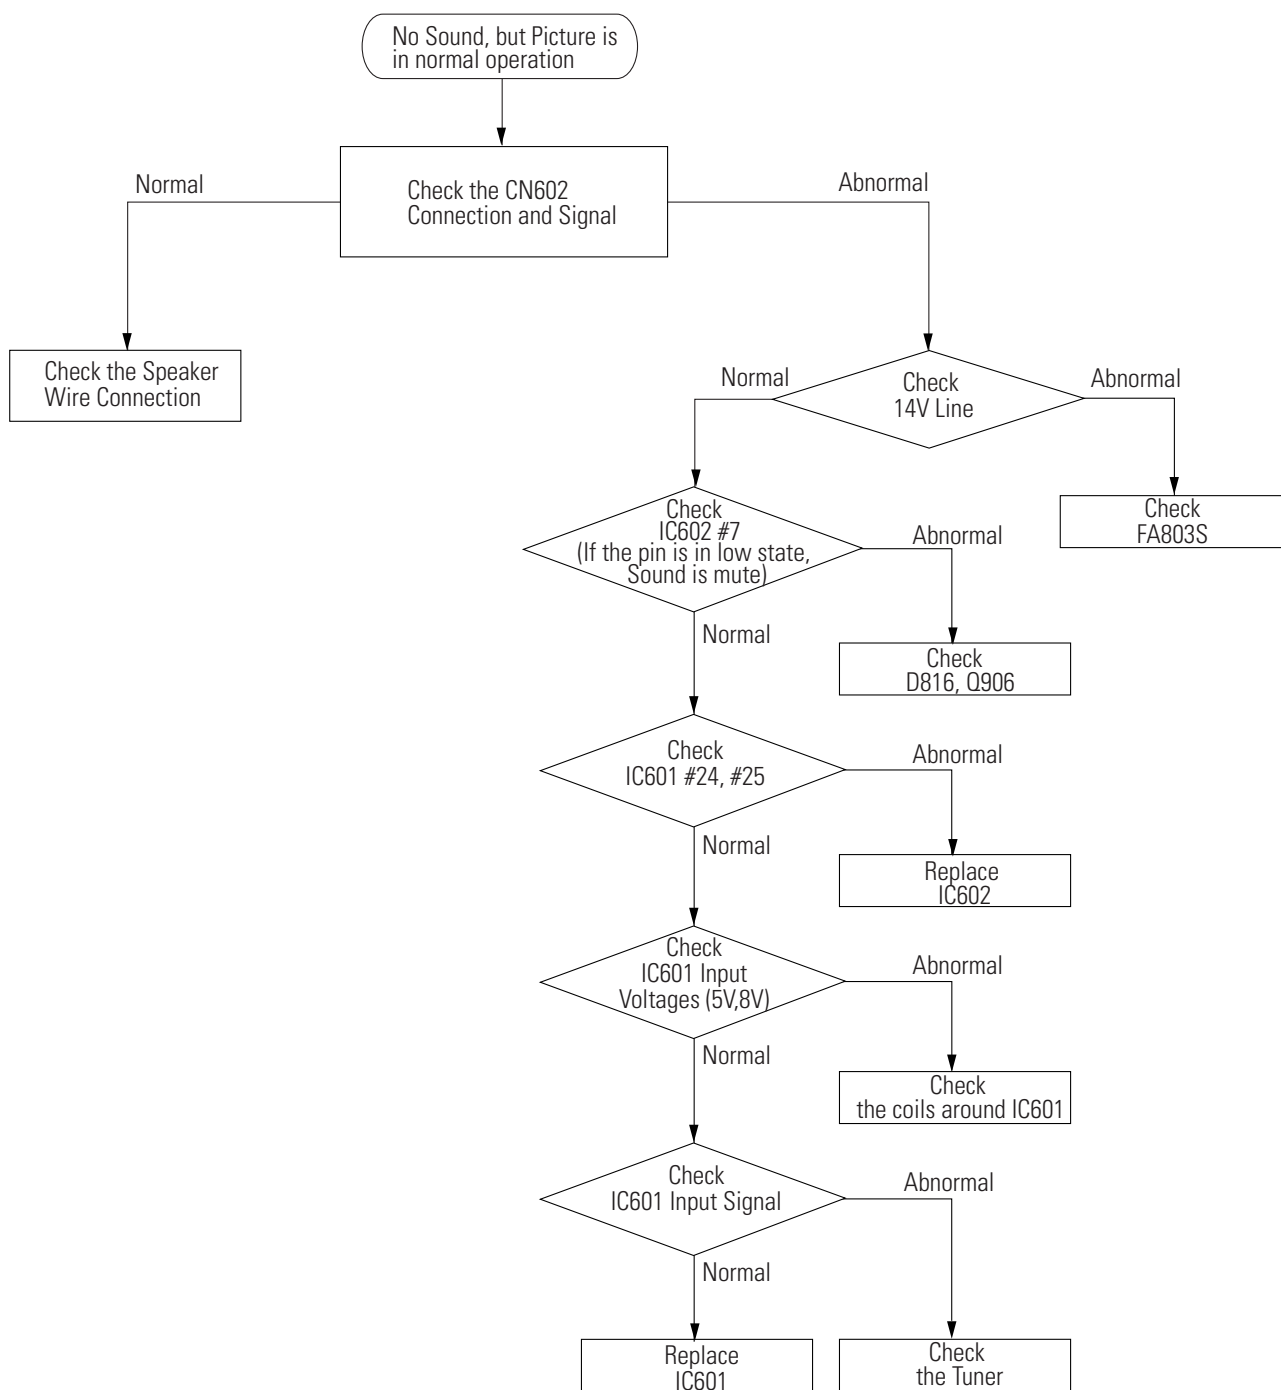 No Sound, but Picture is
in normal operation
Normal
Check the CN602
Connection and Signal
Abnormal
Check the Speaker
Wire Connection
Normal
Check
14V Line
Abnormal
Check
IC602 #7
(If the pin is in low state,
Sound is mute)
Abnormal
Check
FA803S
Normal
Check
D816, Q906
Check
IC601 #24, #25
Abnormal
Normal
Replace
IC602
Check
IC601 Input
Voltages (5V,8V)
Abnormal
Normal
Check
the coils around IC601
Check
IC601 Input Signal
Abnormal
Normal
Replace
IC601
Check
the Tuner